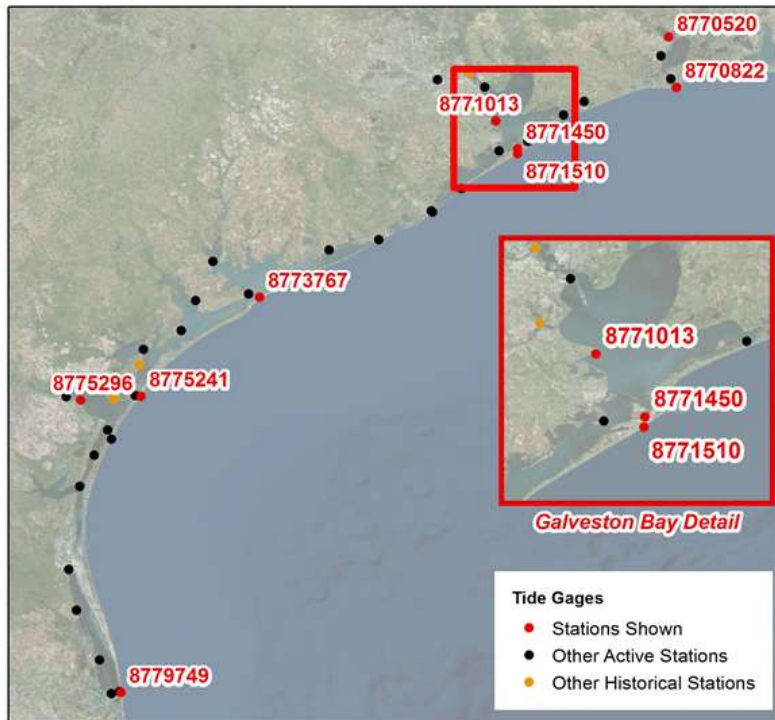 8770520
8770822
8771013
8771450
8771510
8773767
8771013
8775296
8775241
8771450
8771510
Galveston Bay Detail
Tide Gages
Stations Shown
Other Active Stations
8779749
Other Historical Stations